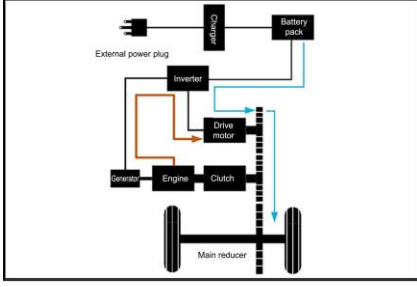 External power plug
Charger
Battery
pack
Inverter
Drive
motor
Generator
Engine
Clutch
Main reducer